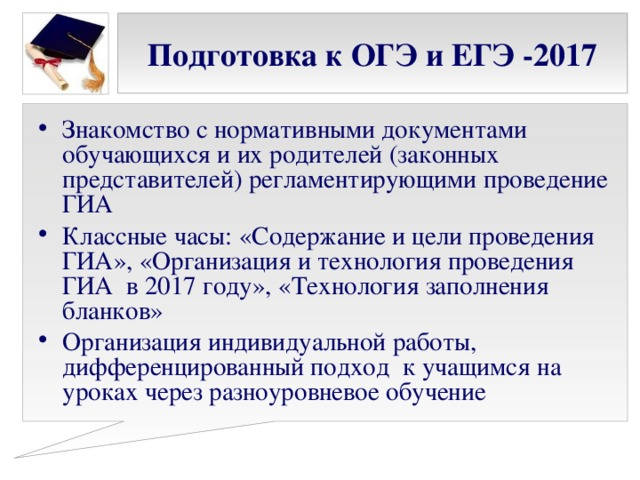 Подготовка к ОГЭ и ЕГЭ -2017
• Знакомство с нормативными документами
обучающихся и их родителей (законных
представителей) регламентирующими проведение
ГИА
• Классные часы: «Содержание и цели проведения
ГИА», «Организация и технология проведения
ГИА в 2017 году», «Технология заполнения
бланков»
• Организация индивидуальной работы,
дифференцированный подход к учащимся на
уроках через разноуровневое обучение